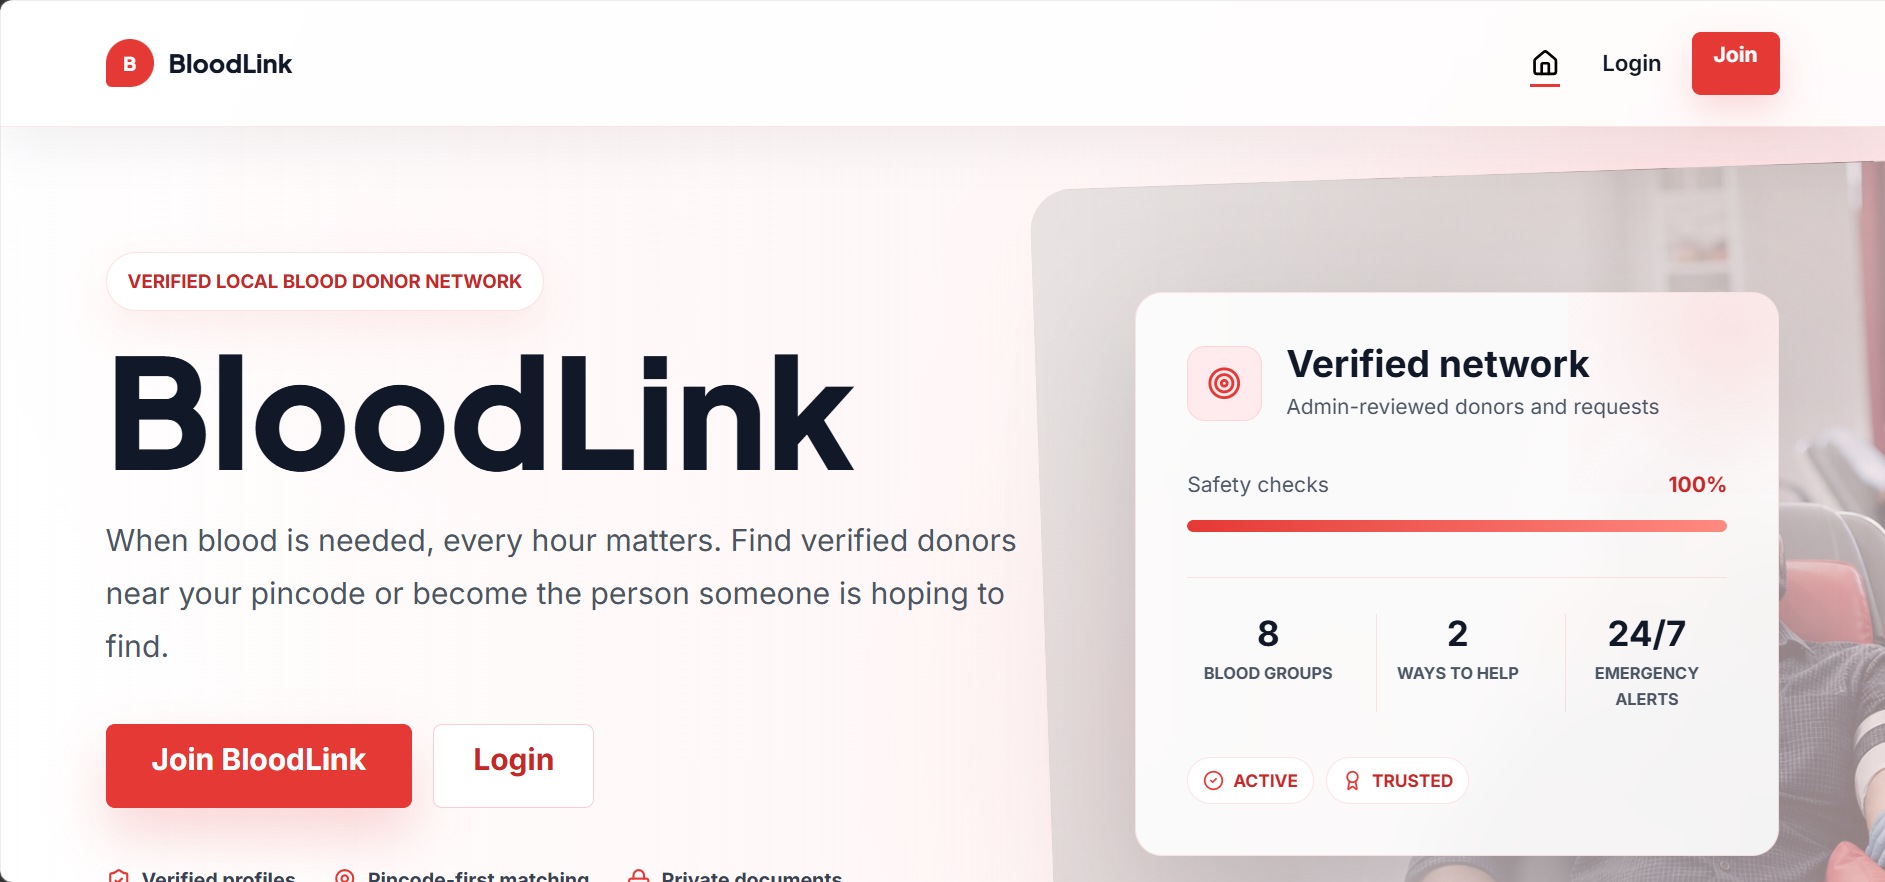 B BloodLink
Login
Join
VERIFIED LOCAL BLOOD DONOR NETWORK
BloodLink
When blood is needed, every hour matters. Find verified donors
near your pincode or become the person someone is hoping to
find.
Join BloodLink
Login
Verified profiles
Pincode-first matching
Private documents
Verified network
Admin-reviewed donors and requests
Safety checks 100%
8
BLOOD GROUPS
2
WAYS TO HELP
24/7
EMERGENCY
ALERTS
ACTIVE
TRUSTED